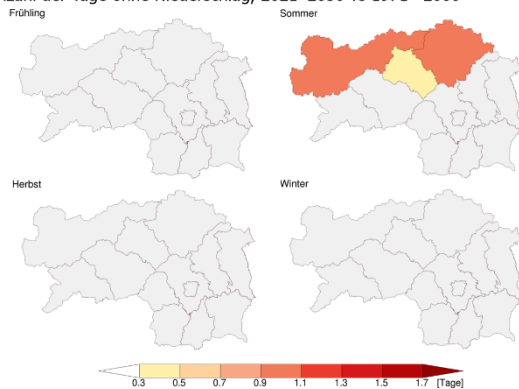 der Tage ohne Niederschlag, 2021-2050 vs 1971 - 2000
Frühling
Sommer
Herbst
Winter
0.3 0.5 0.7 0.9 1.1 1.3 1.5 1.7 [Tage]